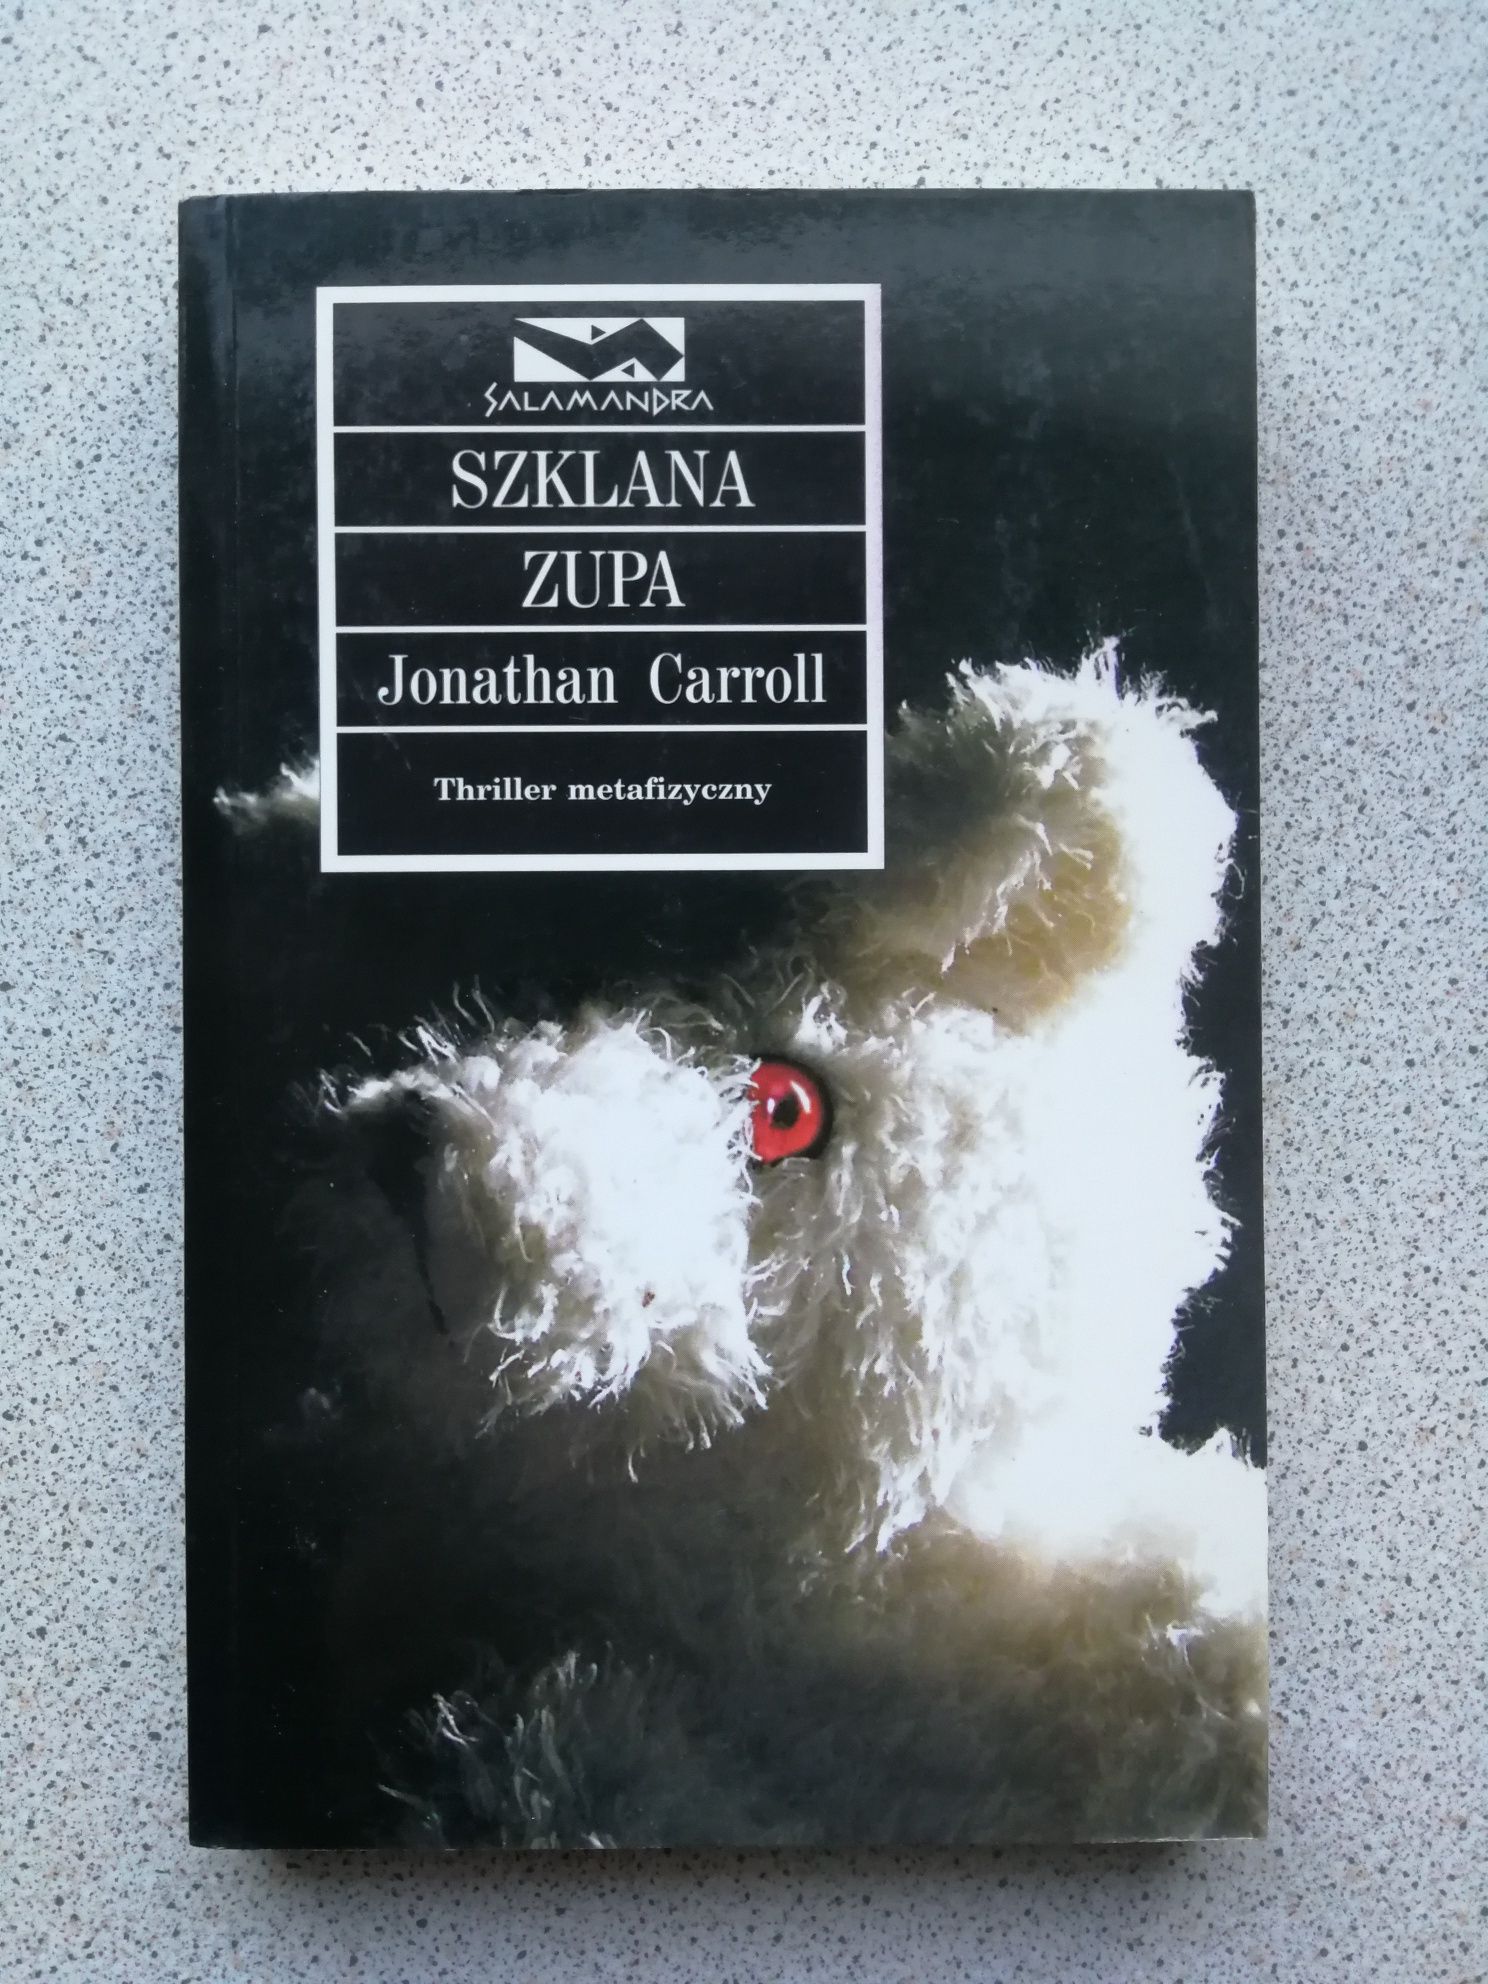 SALAMANDRA
SZKLANA
ZUPA
Jonathan Carroll
Thriller metafizyczny